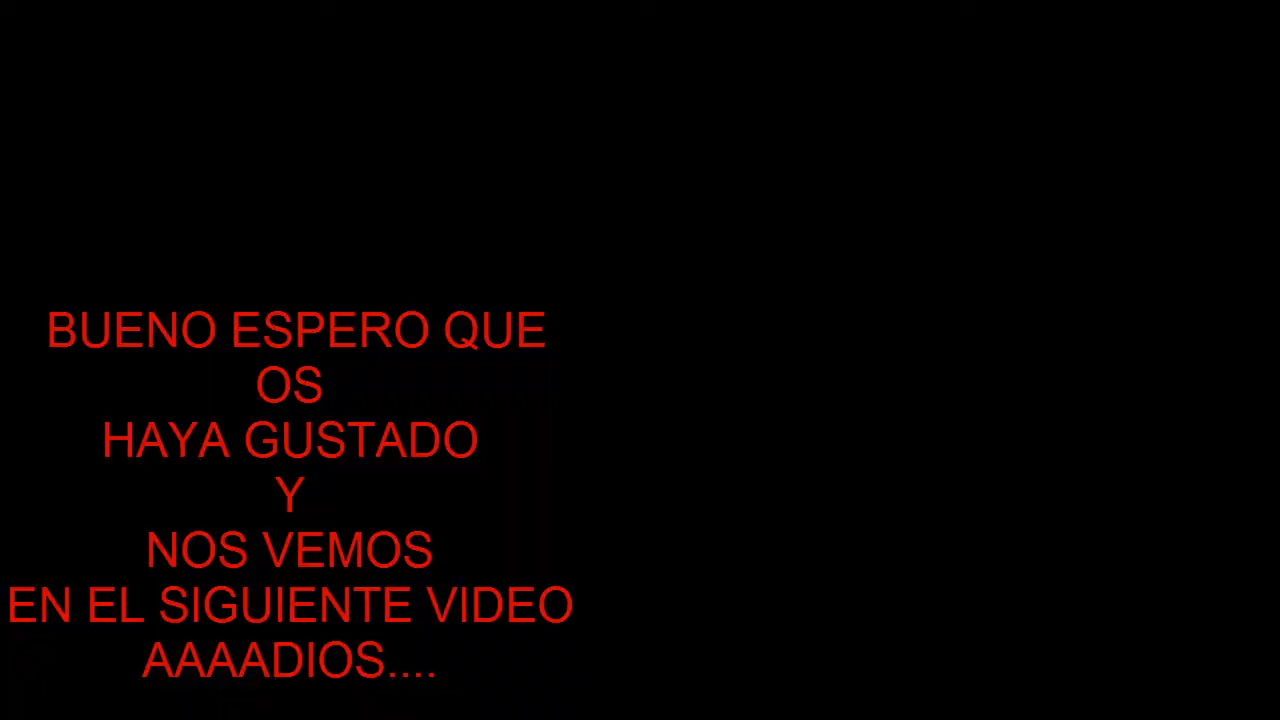 BUENO ESPERO QUE
OS
HAYA GUSTADO
Y
NOS VEMOS
EN EL SIGUIENTE VIDEO
AAAADIOS....